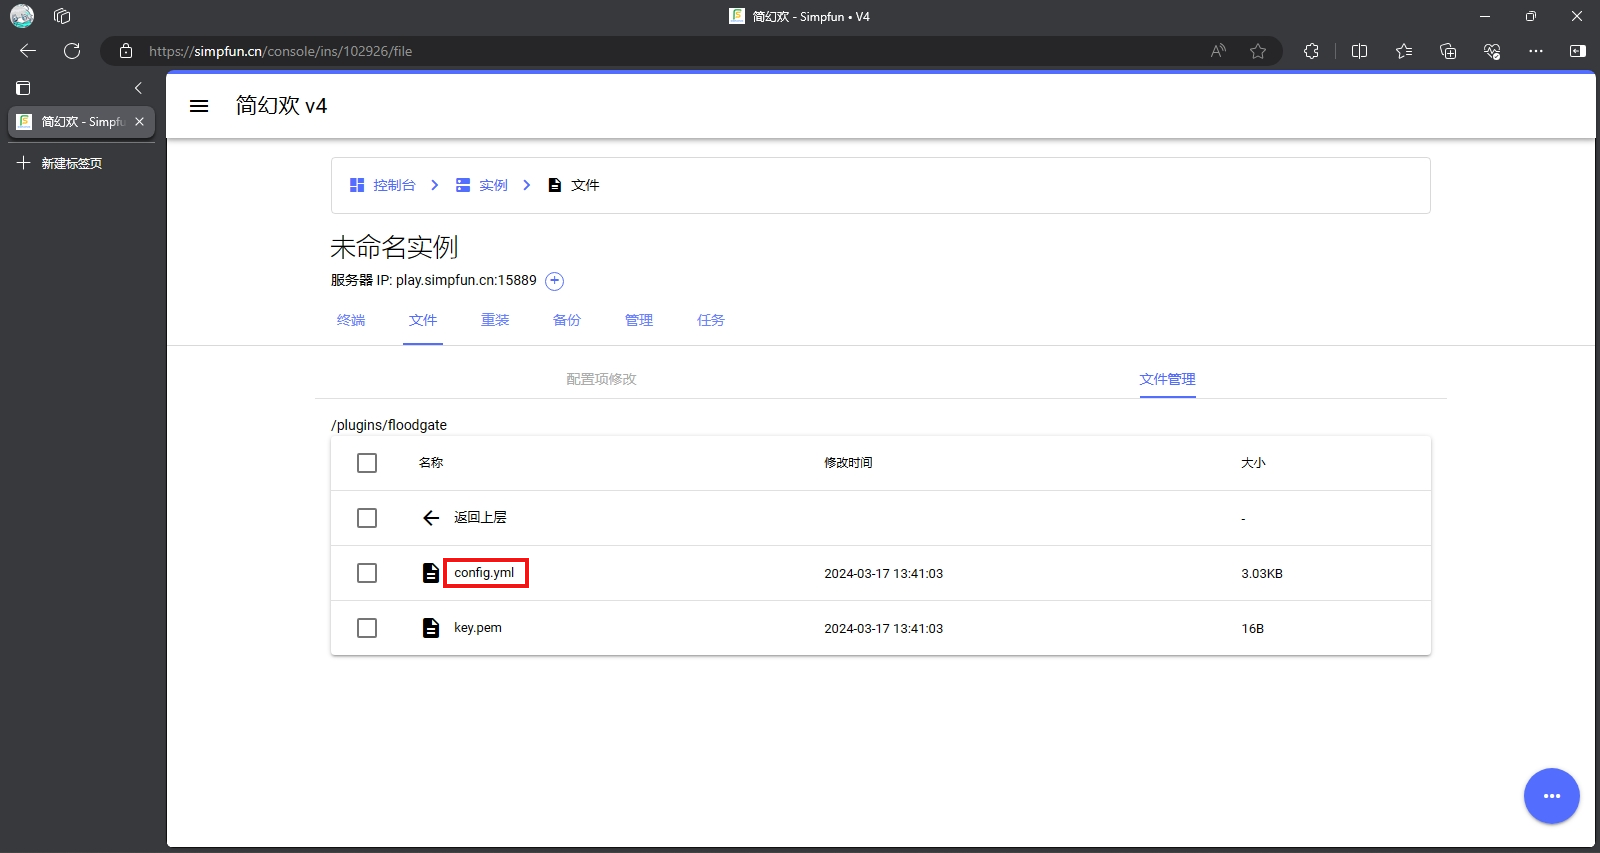 简幻欢 - Simpfun • V4
https://simpfun.cn/console/ins/102926/file
简幻欢 - Simpfu
新建标签页
简幻欢 v4
控制台 > 实例 > 文件
未命名实例
服务器 IP: play.simpfun.cn:15889
终端 文件 重装 备份 管理 任务
配置项修改 文件管理
/plugins/floodgate
名称 修改时间 大小
返回上层 -
config.yml 2024-03-17 13:41:03 3.03KB
key.pem 2024-03-17 13:41:03 16B